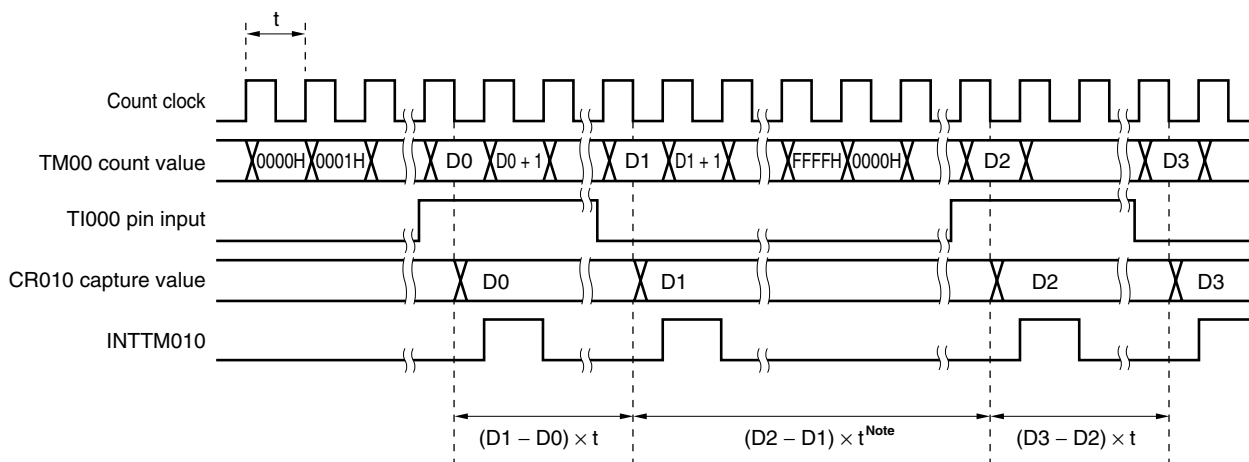 t
Count clock
TM00 count value 0000H 0001H D0 D0 + 1 D1 D1 + 1 FFFFH 0000H D2 D3
TI000 pin input
CR010 capture value D0 D1 D2 D3
INTTM010
(D1 − D0) × t (D2 − D1) × t Note (D3 − D2) × t